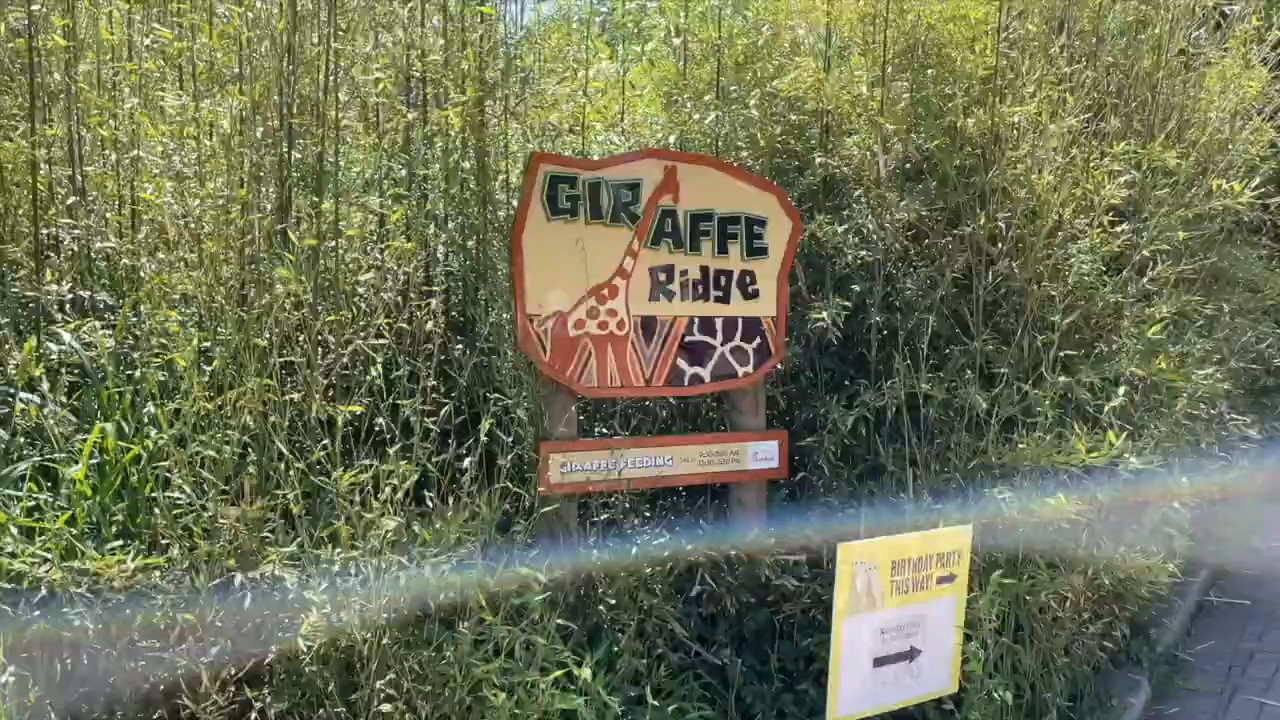 GIRAFFE
Ridge
GIRAFFE FEEDING
BIRTHDAY PARTY
THIS WAY!